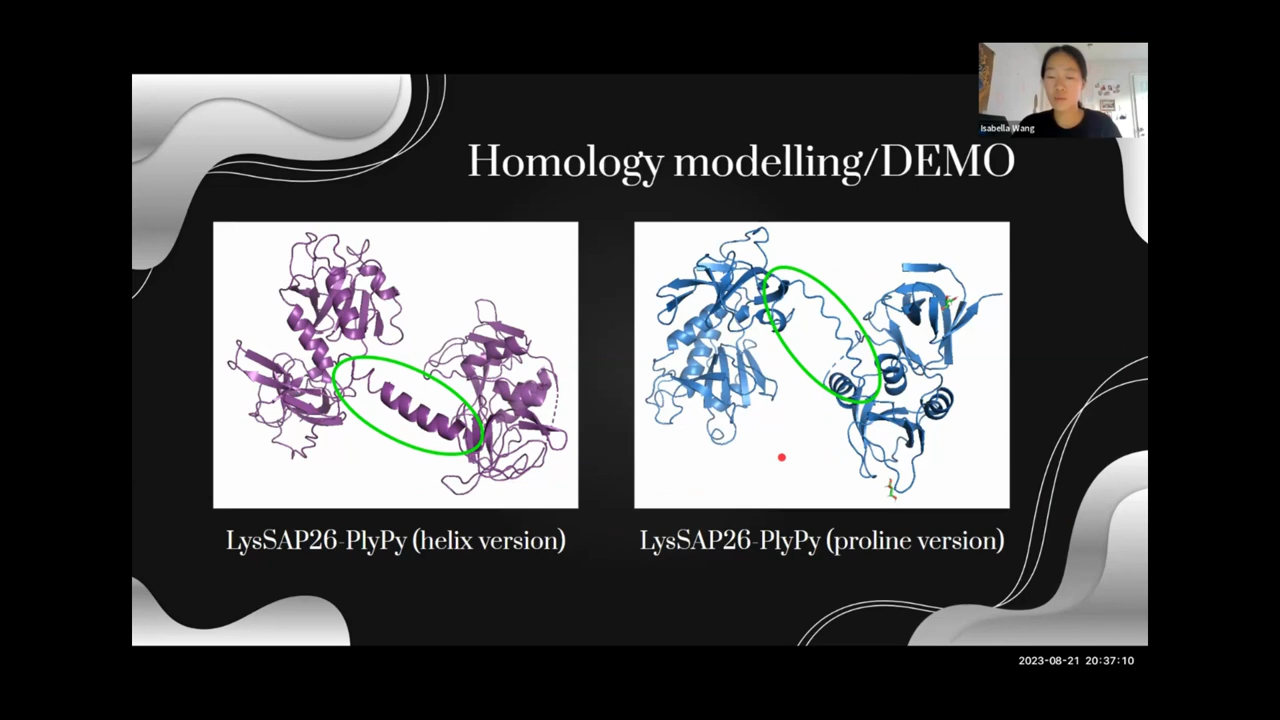 Isabella Wang
Homology modelling/DEMO
LysSAP26-PlyPy (helix version)
LysSAP26-PlyPy (proline version)
2023-08-21 20:37:10